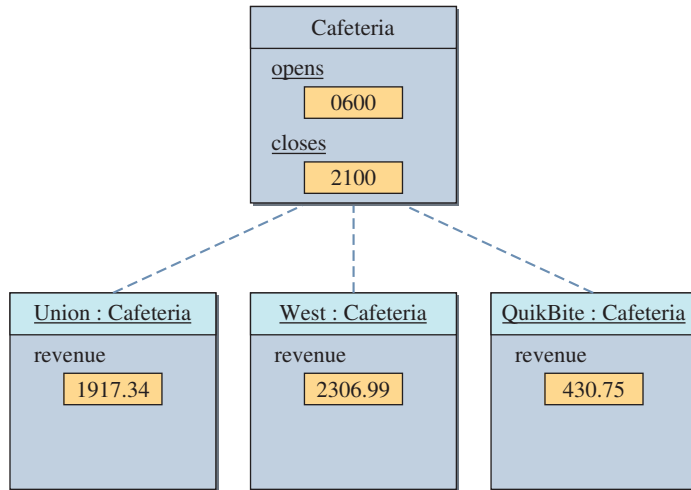 Cafeteria
opens
0600
closes
2100
Union : Cafeteria
revenue
1917.34
West : Cafeteria
revenue
2306.99
QuikBite : Cafeteria
revenue
430.75